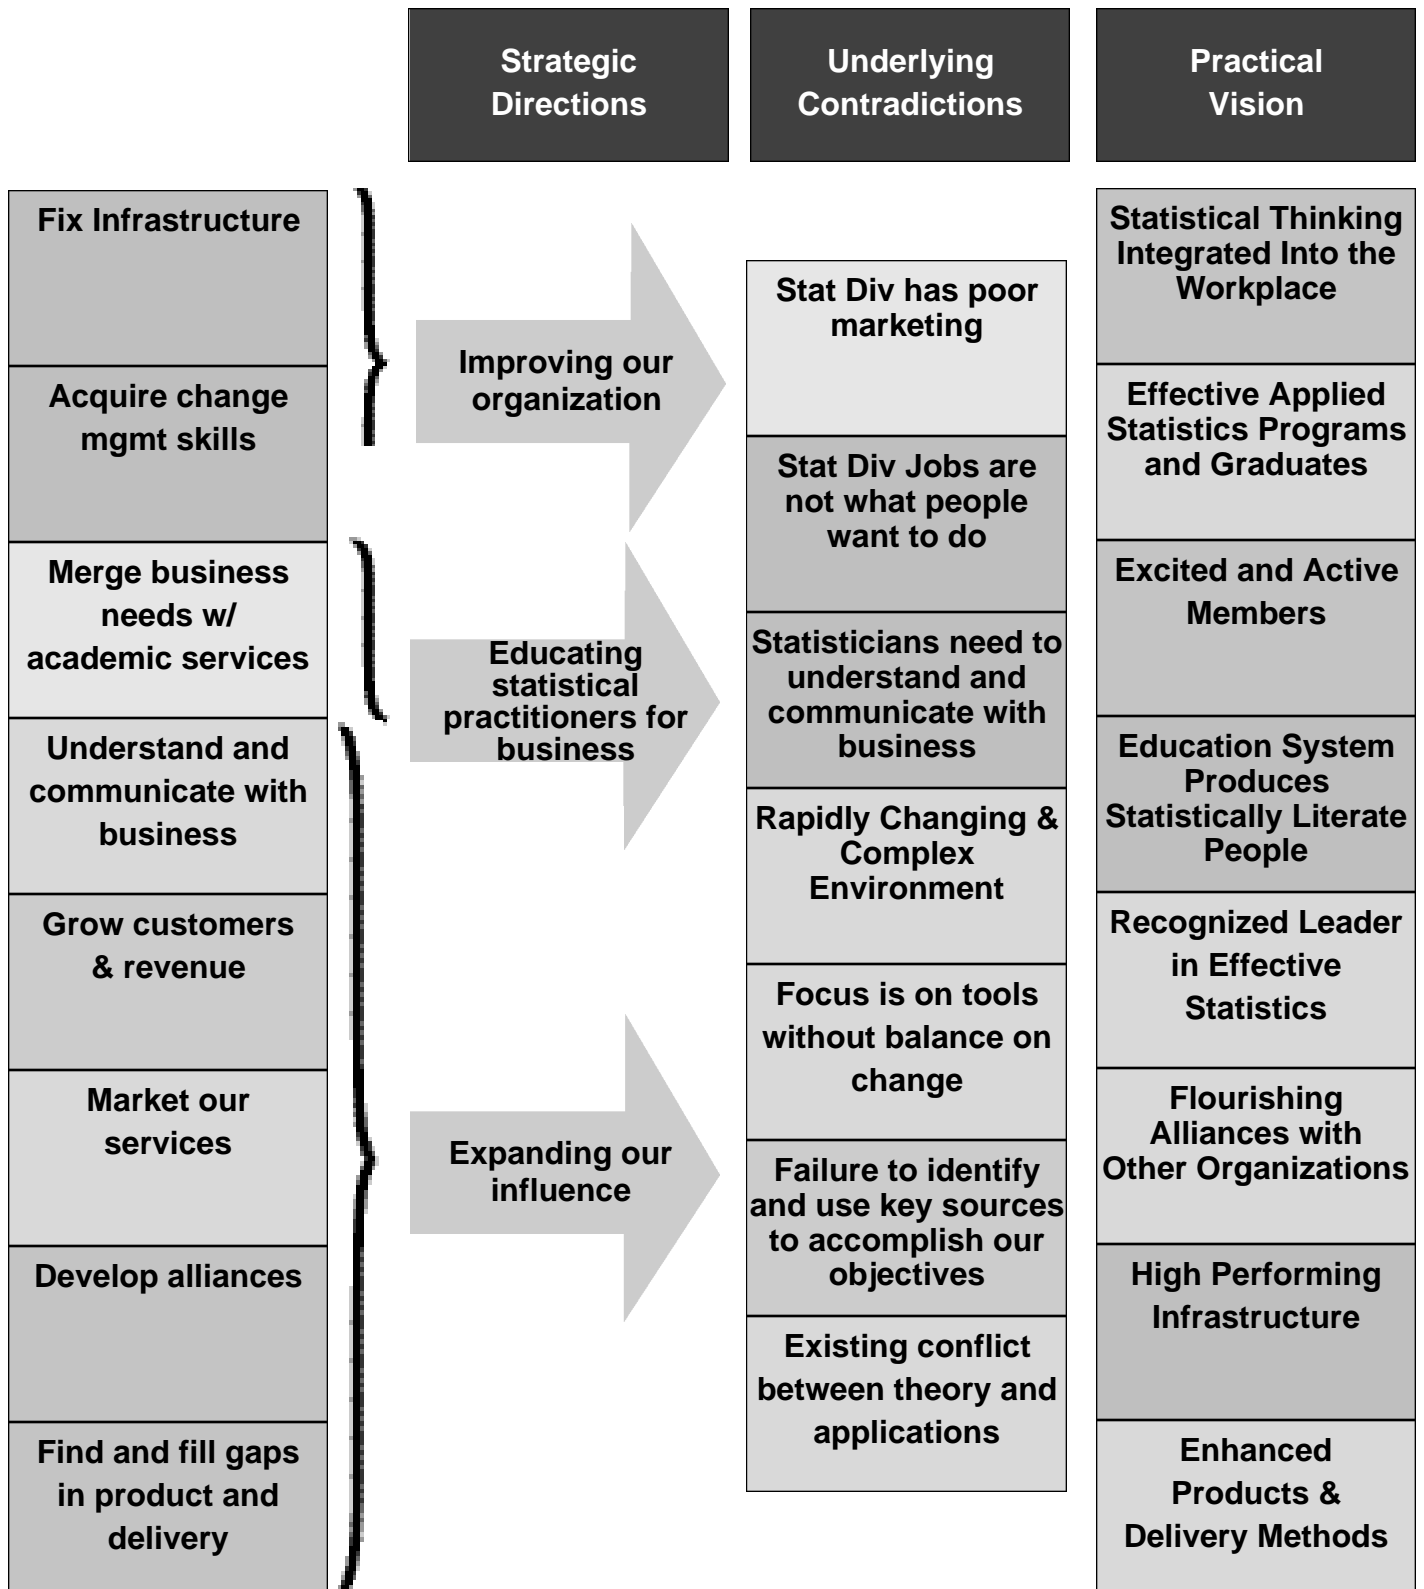 Strategic
Directions
Underlying
Contradictions
Practical
Vision
Fix Infrastructure
Acquire change
mgmt skills
Merge business
needs w/
academic services
Understand and
communicate with
business
Grow customers
& revenue
Market our
services
Develop alliances
Find and fill gaps
in product and
delivery
Improving our
organization
Educating
statistical
practitioners for
business
Expanding our
influence
Stat Div has poor
marketing
Stat Div Jobs are
not what people
want to do
Statisticians need to
understand and
communicate with
business
Rapidly Changing &
Complex
Environment
Focus is on tools
without balance on
change
Failure to identify
and use key sources
to accomplish our
objectives
Existing conflict
between theory and
applications
Statistical Thinking
Integrated Into the
Workplace
Effective Applied
Statistics Programs
and Graduates
Excited and Active
Members
Education System
Produces
Statistically Literate
People
Recognized Leader
in Effective
Statistics
Flourishing
Alliances with
Other Organizations
High Performing
Infrastructure
Enhanced
Products &
Delivery Methods